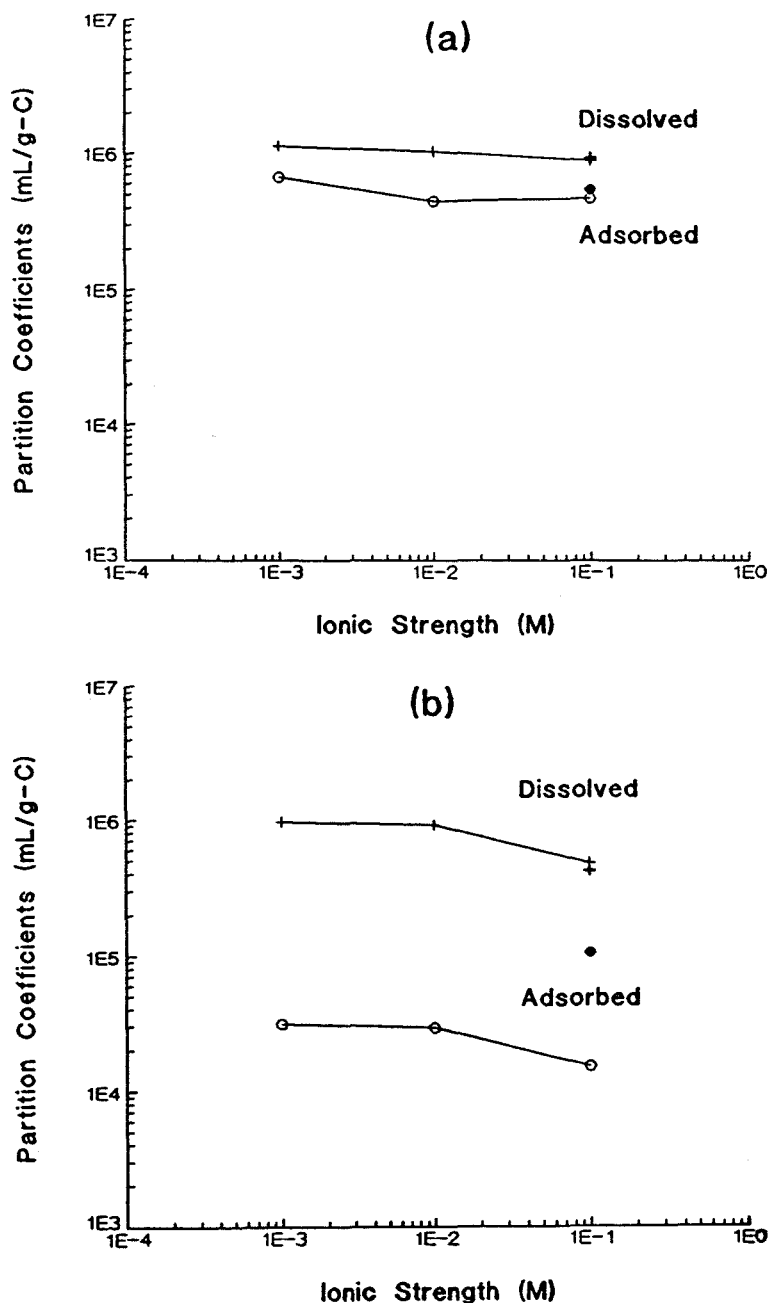 (a)
1E7
1E6
1E5
1E4
1E3
Partition Coefficients (mL/g-C)
Dissolved
Adsorbed
1E-4
1E-3
1E-2
1E-1
1E0
Ionic Strength (M)
(b)
1E7
1E6
1E5
1E4
1E3
Partition Coefficients (mL/g-C)
Dissolved
Adsorbed
1E-4
1E-3
1E-2
1E-1
1E0
Ionic Strength (M)